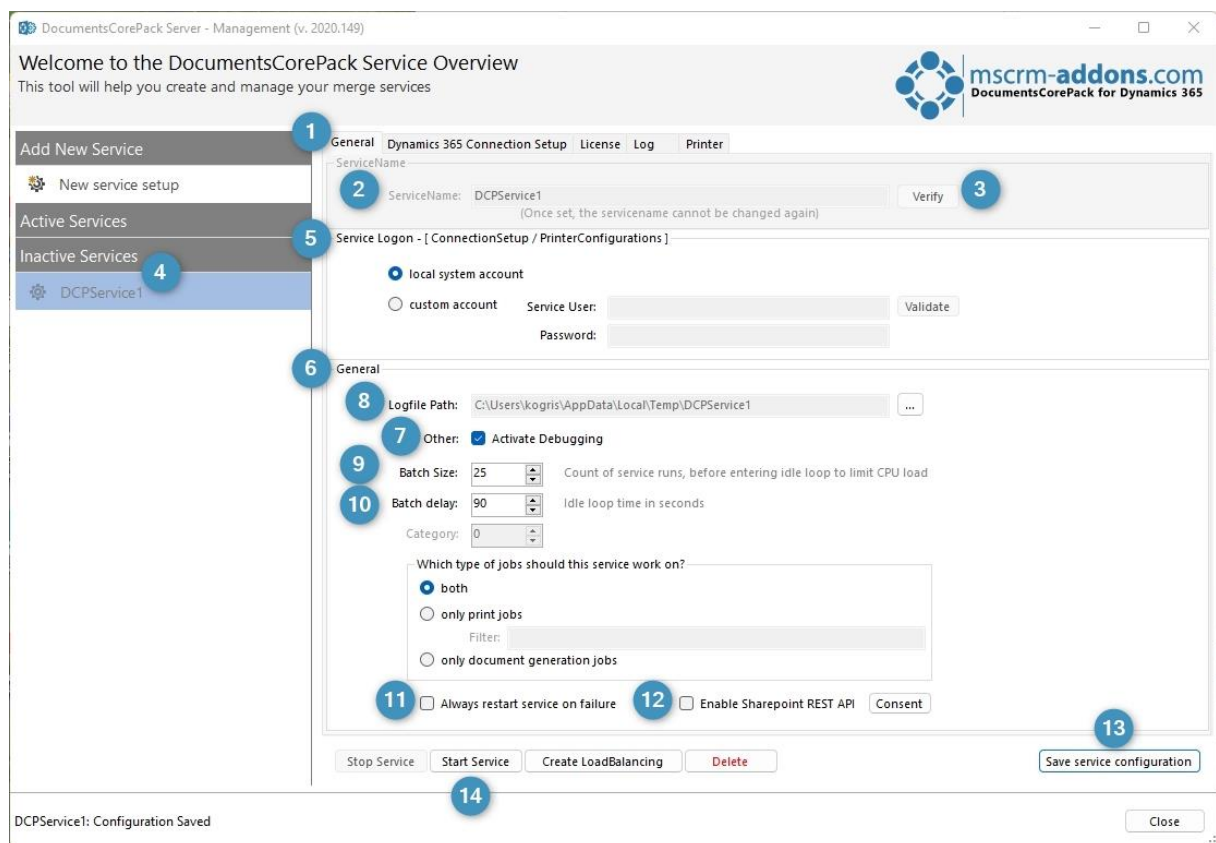 DocumentsCorePack Server - Management (v. 2020.149)
Welcome to the DocumentsCorePack Service Overview
This tool will help you create and manage your merge services
mscrm-addons.com
DocumentsCorePack for Dynamics 365
Add New Service
New service setup
Active Services
Inactive Services
4
DCPService1
1
General Dynamics 365 Connection Setup License Log Printer
ServiceName
2 ServiceName: DCPService1 Verify 3
(Once set, the servicename cannot be changed again)
5 Service Logon - [ ConnectionSetup / PrinterConfigurations ]
local system account
custom account Service User: Validate
Password:
6 General
8 Logfile Path: C:\Users\kogris\AppData\Local\Temp\DCPService1 ...
7 Other: Activate Debugging
9 Batch Size: 25 Count of service runs, before entering idle loop to limit CPU load
10 Batch delay: 90 Idle loop time in seconds
Category: 0
Which type of jobs should this service work on?
both
only print jobs
Filter:
only document generation jobs
11 Always restart service on failure 12 Enable Sharepoint REST API Consent
13
Stop Service Start Service Create LoadBalancing Delete Save service configuration
14
DCPService1: Configuration Saved Close